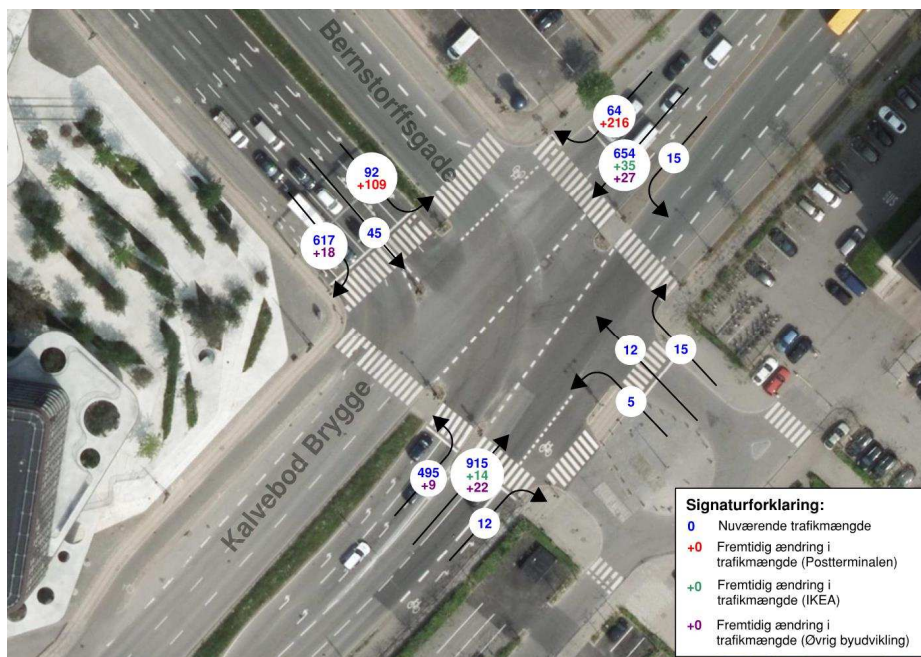 Bernstorffsgade
64
+216
654
+35
+27
15
92
+109
45
617
+18
12
15
5
Kalvebod Brygge
495
+9
915
+14
+22
12
Signaturforklaring:
0 Nuværende trafikmængde
+0 Fremtidig ændring i
trafikmængde (Postterminalen)
+0 Fremtidig ændring i
trafikmængde (IKEA)
+0 Fremtidig ændring i
trafikmængde (Øvrig byudvikling)